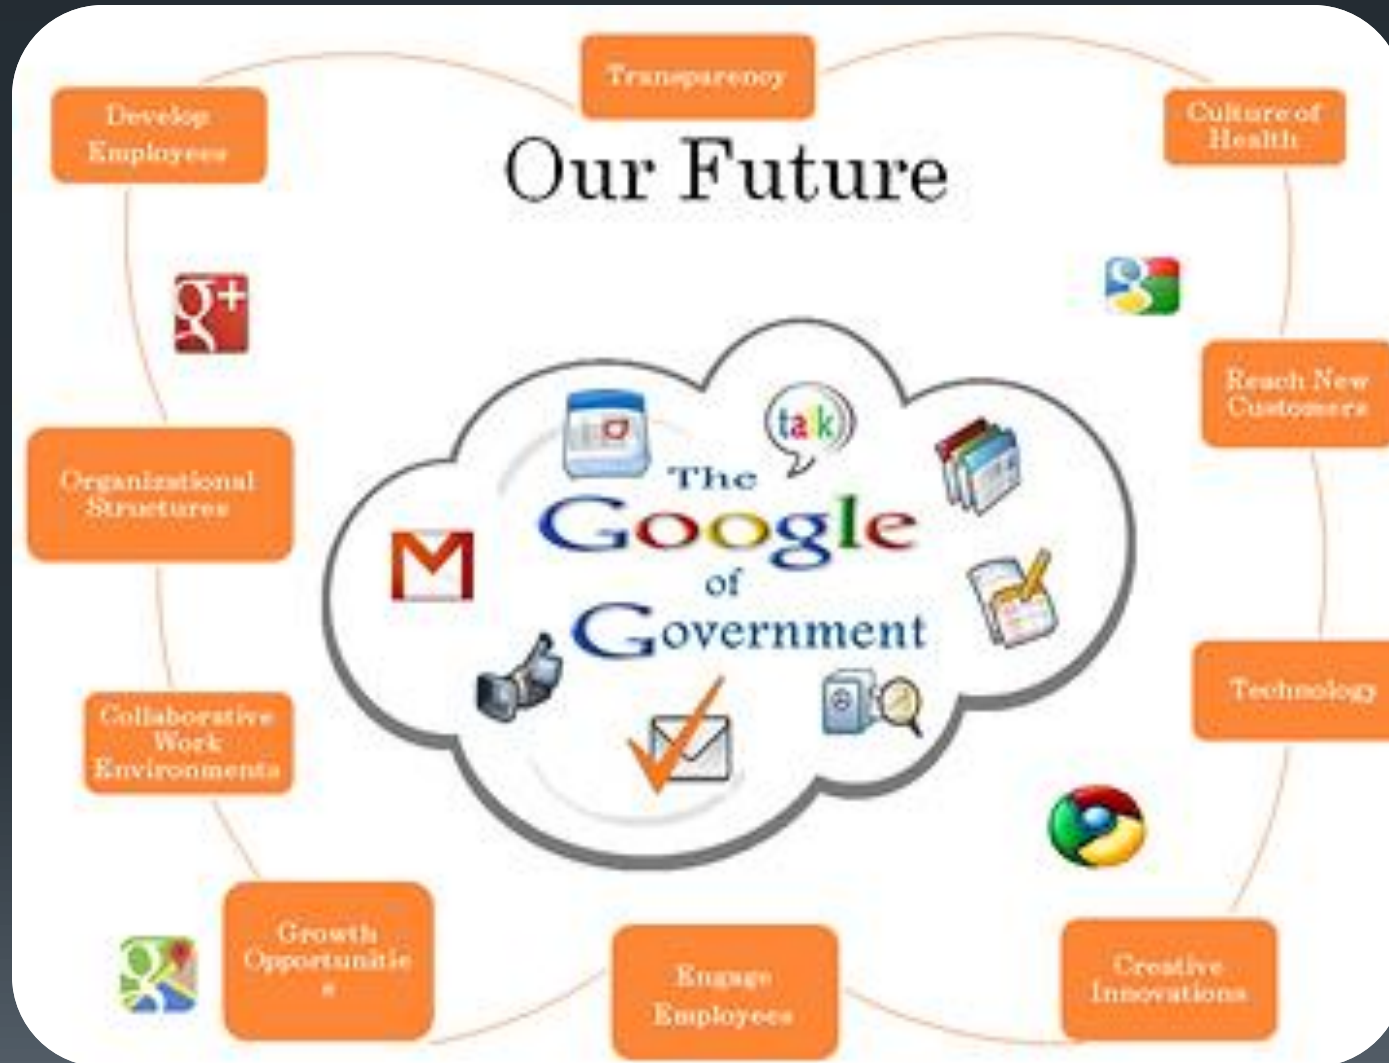 Transparency
Develop
Employees
Culture of
Health
Our Future
g+
g
Reach New
Customers
talk
The
Google
of
Government
M
Organizational
Structures
Technology
Collaborative
Work
Environments
Growth
Opportunitie
s
g
Engage
Employees
Creative
Innovations